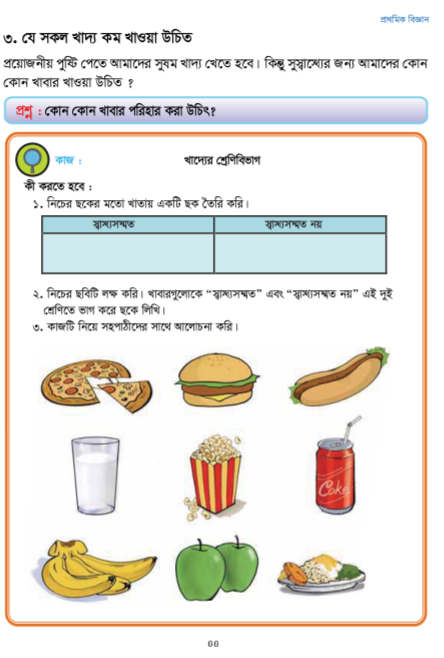 প্রাথমিক বিজ্ঞান
৩. যে সকল খাদ্য কম খাওয়া উচিত
প্রয়োজনীয় পুষ্টি পেতে আমাদের সুষম খাদ্য খেতে হবে। কিন্তু সুস্বাস্থ্যের জন্য আমাদের কোন
কোন খাবার খাওয়া উচিত ?
প্রশ্ন : কোন কোন খাবার পরিহার করা উচিৎ?
কাজ : খাদ্যের শ্রেণিবিভাগ
কী করতে হবে :
১. নিচের ছকের মতো খাতায় একটি ছক তৈরি করি।
স্বাস্থ্যসম্মত স্বাস্থ্যসম্মত নয়
২. নিচের ছবিটি লক্ষ করি। খাবারগুলোকে “স্বাস্থ্যসম্মত” এবং “স্বাস্থ্যসম্মত নয়” এই দুই
শ্রেণিতে ভাগ করে ছকে লিখি।
৩. কাজটি নিয়ে সহপাঠীদের সাথে আলোচনা করি।
Coke